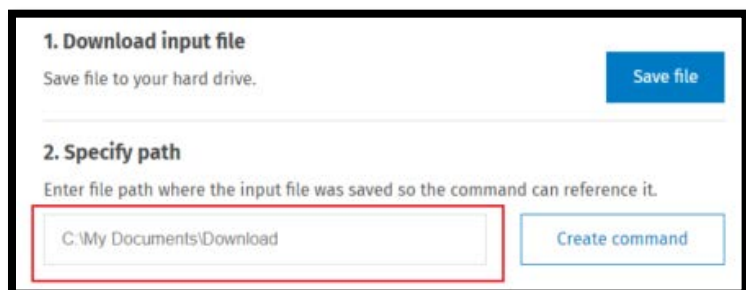 1. Download input file
Save file to your hard drive.
Save file
2. Specify path
Enter file path where the input file was saved so the command can reference it.
C:\My Documents\Download
Create command